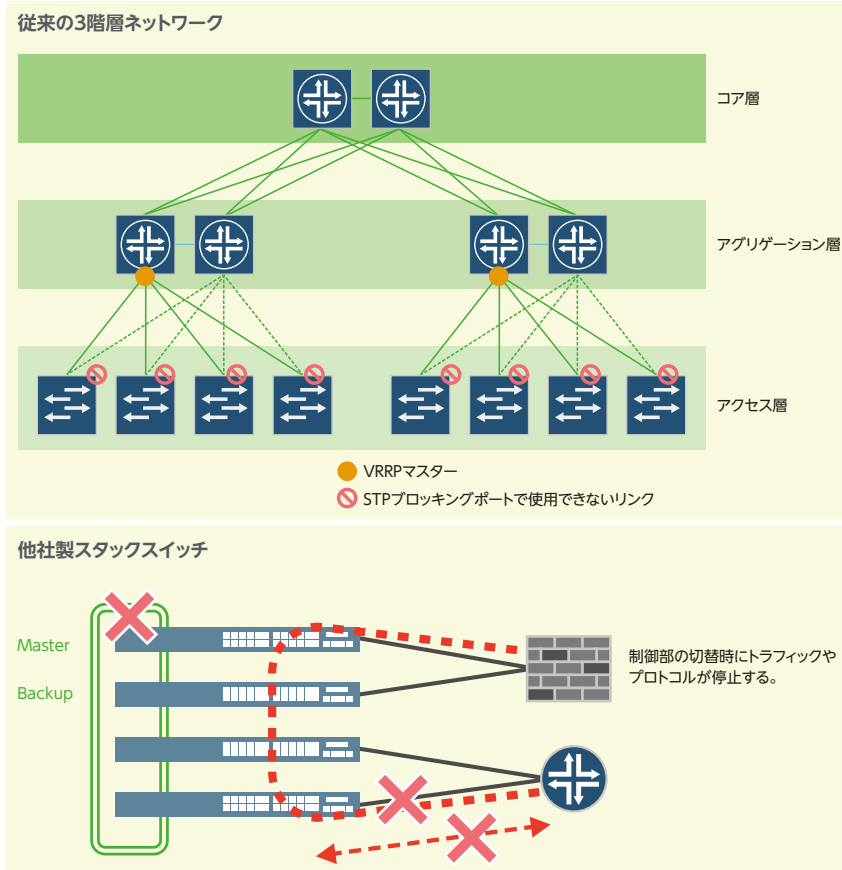 従来の3階層ネットワーク
コア層
アグリゲーション層
アクセス層
VRRPマスター
STPブロッキングポートで使用できないリンク
他社製スタックスイッチ
Master
Backup
制御部の切替時にトラフィックや
プロトコルが停止する。